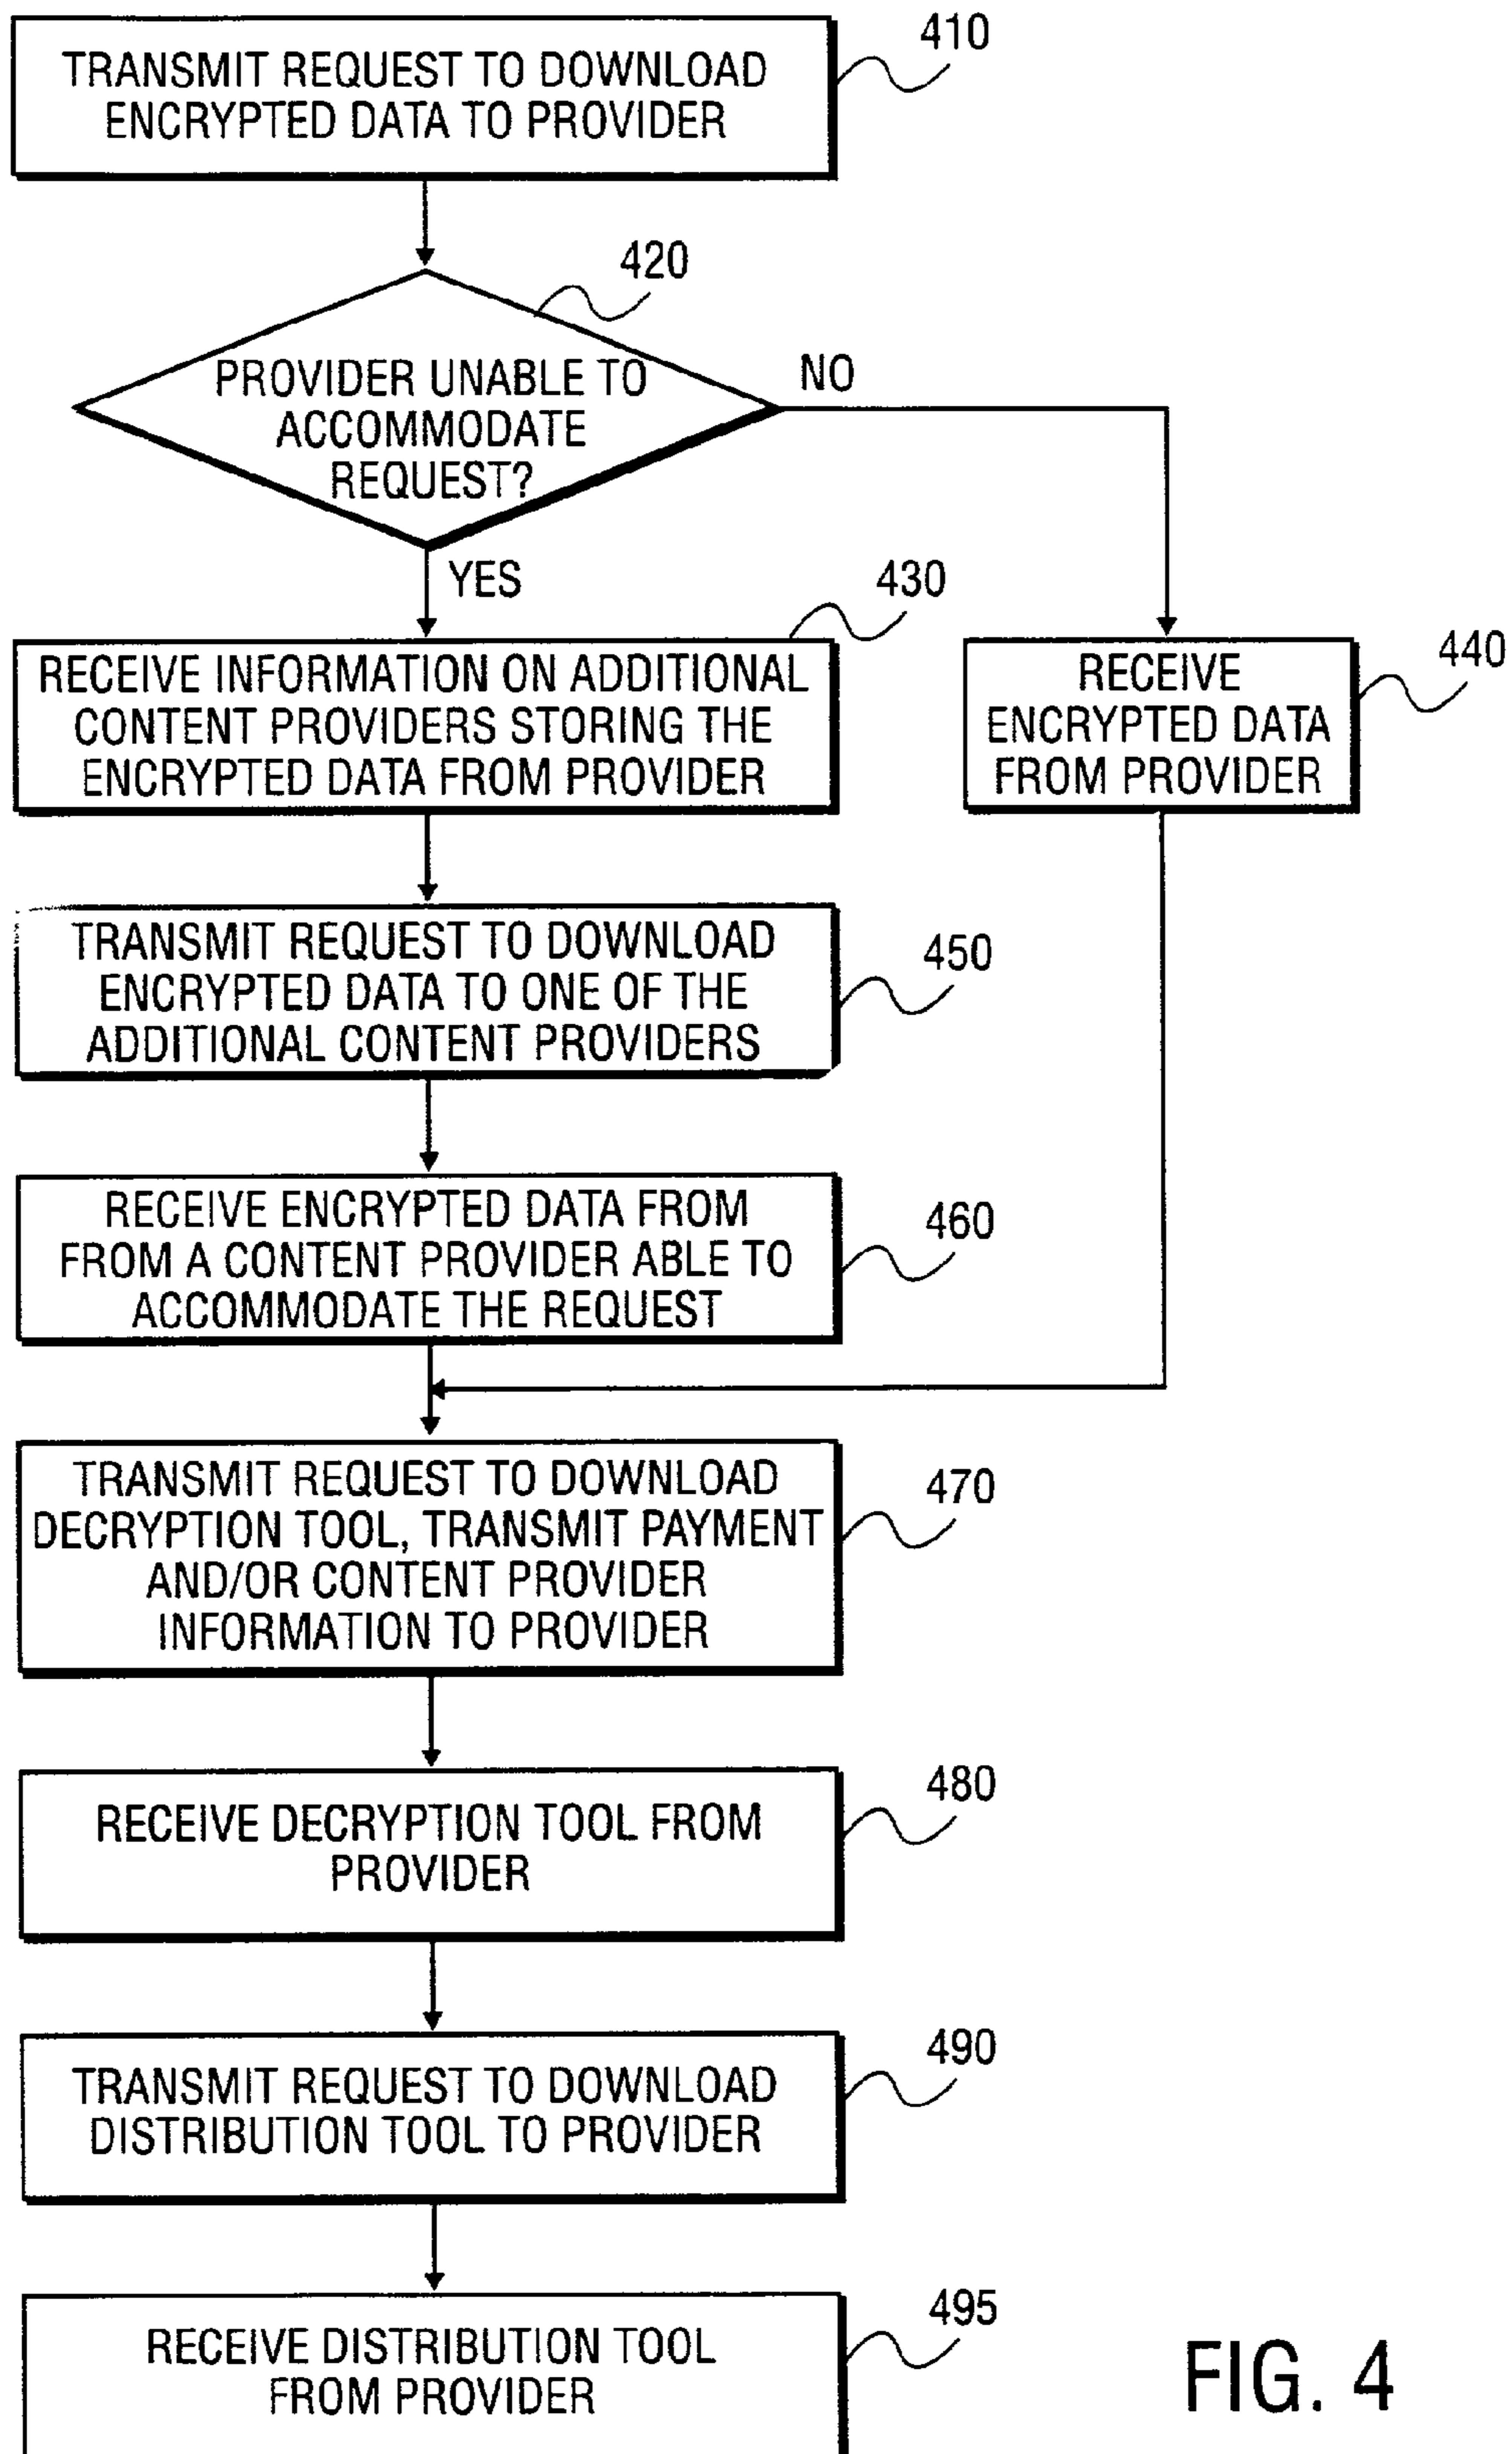 TRANSMIT REQUEST TO DOWNLOAD
ENCRYPTED DATA TO PROVIDER
410
420
PROVIDER UNABLE TO
ACCOMMODATE
REQUEST?
NO
YES
430
RECEIVE INFORMATION ON ADDITIONAL
CONTENT PROVIDERS STORING THE
ENCRYPTED DATA FROM PROVIDER
440
RECEIVE
ENCRYPTED DATA
FROM PROVIDER
TRANSMIT REQUEST TO DOWNLOAD
ENCRYPTED DATA TO ONE OF THE
ADDITIONAL CONTENT PROVIDERS
450
RECEIVE ENCRYPTED DATA FROM
FROM A CONTENT PROVIDER ABLE TO
ACCOMMODATE THE REQUEST
460
TRANSMIT REQUEST TO DOWNLOAD
DECRYPTION TOOL, TRANSMIT PAYMENT
AND/OR CONTENT PROVIDER
INFORMATION TO PROVIDER
470
RECEIVE DECRYPTION TOOL FROM
PROVIDER
480
TRANSMIT REQUEST TO DOWNLOAD
DISTRIBUTION TOOL TO PROVIDER
490
RECEIVE DISTRIBUTION TOOL
FROM PROVIDER
495
FIG. 4